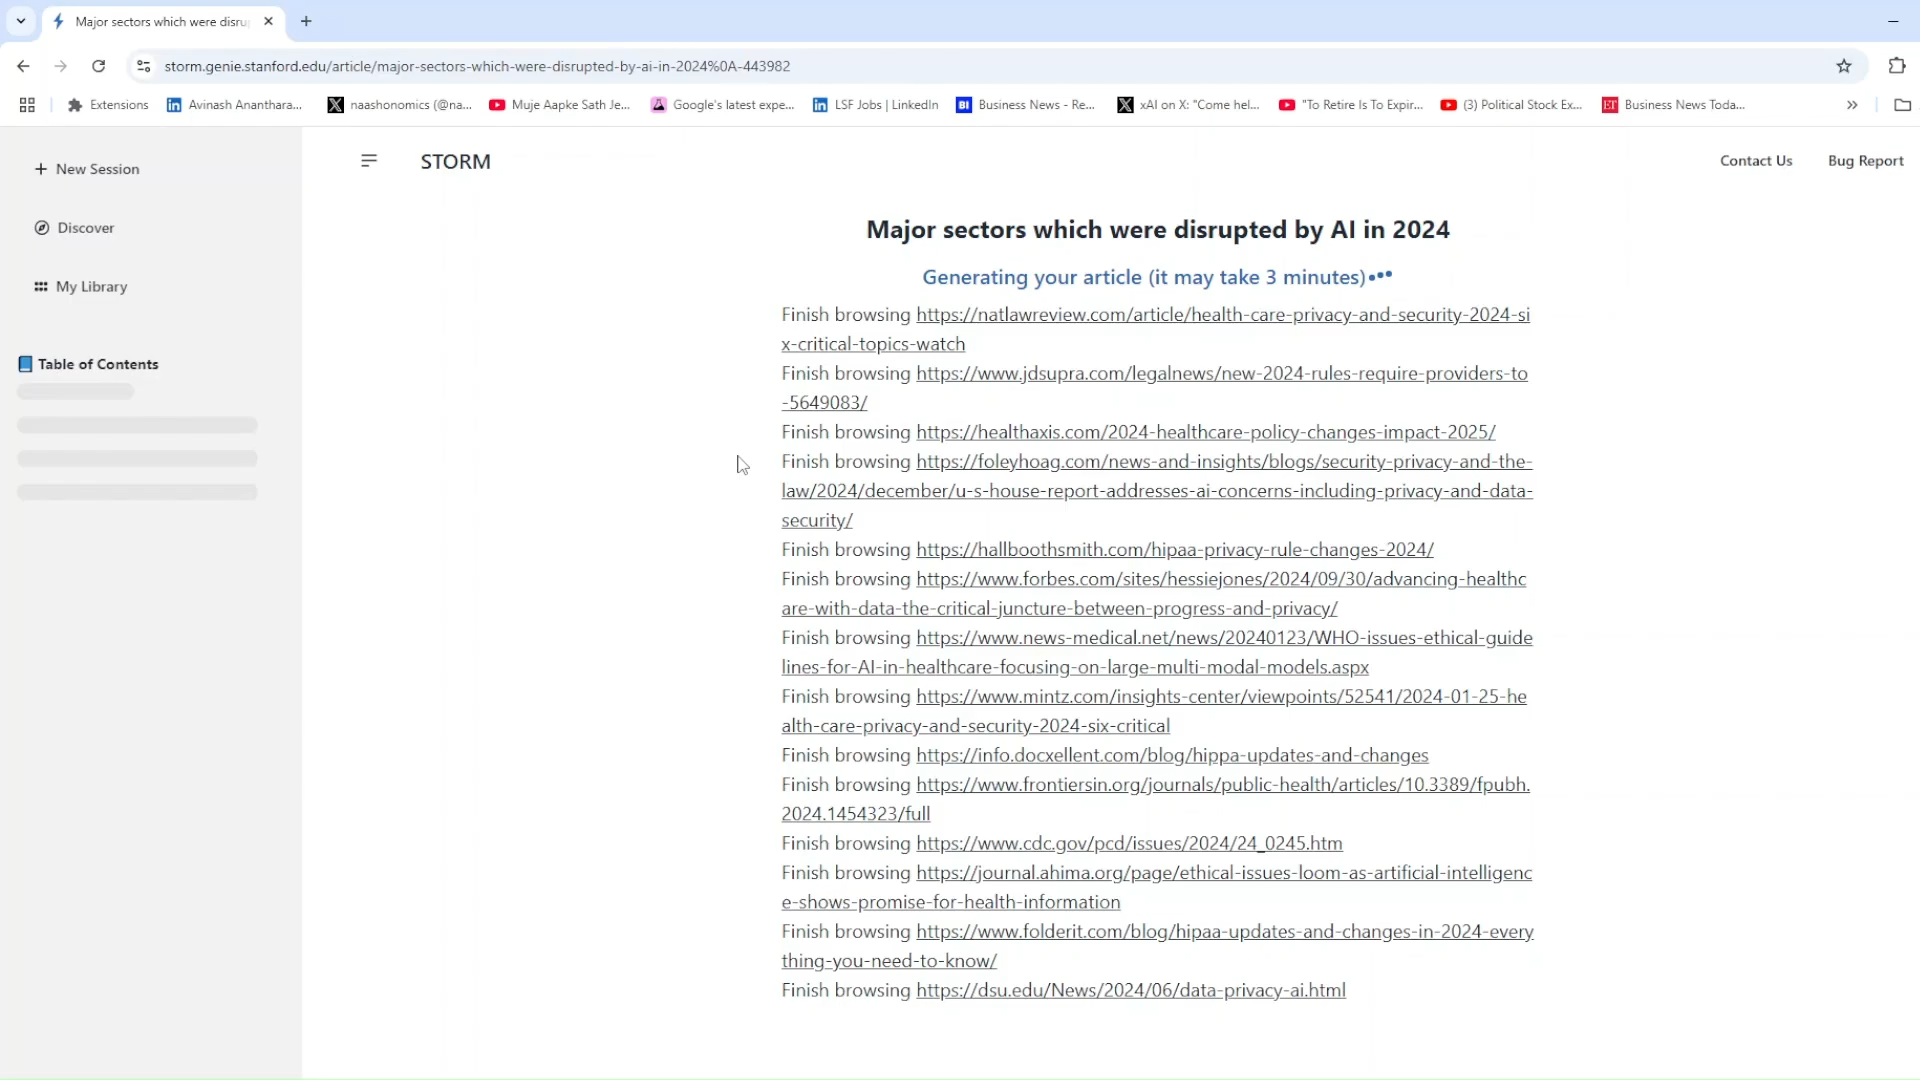 Major sectors which were disru
storm.genie.stanford.edu/article/major-sectors-which-were-disrupted-by-ai-in-2024%0A-443982
Extensions
Avinash Ananthara...
naashonomics (@na...
Muje Aapke Sath Je...
Google's latest expe...
LSF Jobs | LinkedIn
Business News - Re...
xAI on X: "Come hel...
"To Retire Is To Expir...
(3) Political Stock Ex...
Business News Toda...
New Session
STORM
Contact Us
Bug Report
Discover
My Library
Table of Contents
Major sectors which were disrupted by AI in 2024
Generating your article (it may take 3 minutes)•••
Finish browsing https://natlawreview.com/article/health-care-privacy-and-security-2024-si
x-critical-topics-watch
Finish browsing https://www.jdsupra.com/legalnews/new-2024-rules-require-providers-to
-5649083/
Finish browsing https://healthaxis.com/2024-healthcare-policy-changes-impact-2025/
Finish browsing https://foleyhoag.com/news-and-insights/blogs/security-privacy-and-the-
law/2024/december/u-s-house-report-addresses-ai-concerns-including-privacy-and-data-
security/
Finish browsing https://hallboothsmith.com/hipaa-privacy-rule-changes-2024/
Finish browsing https://www.forbes.com/sites/hessiejones/2024/09/30/advancing-healthc
are-with-data-the-critical-juncture-between-progress-and-privacy/
Finish browsing https://www.news-medical.net/news/20240123/WHO-issues-ethical-guide
lines-for-AI-in-healthcare-focusing-on-large-multi-modal-models.aspx
Finish browsing https://www.mintz.com/insights-center/viewpoints/52541/2024-01-25-he
alth-care-privacy-and-security-2024-six-critical
Finish browsing https://info.docxellent.com/blog/hippa-updates-and-changes
Finish browsing https://www.frontiersin.org/journals/public-health/articles/10.3389/fpubh.
2024.1454323/full
Finish browsing https://www.cdc.gov/pcd/issues/2024/24_0245.htm
Finish browsing https://journal.ahima.org/page/ethical-issues-loom-as-artificial-intelligenc
e-shows-promise-for-health-information
Finish browsing https://www.folderit.com/blog/hipaa-updates-and-changes-in-2024-every
thing-you-need-to-know/
Finish browsing https://dsu.edu/News/2024/06/data-privacy-ai.html